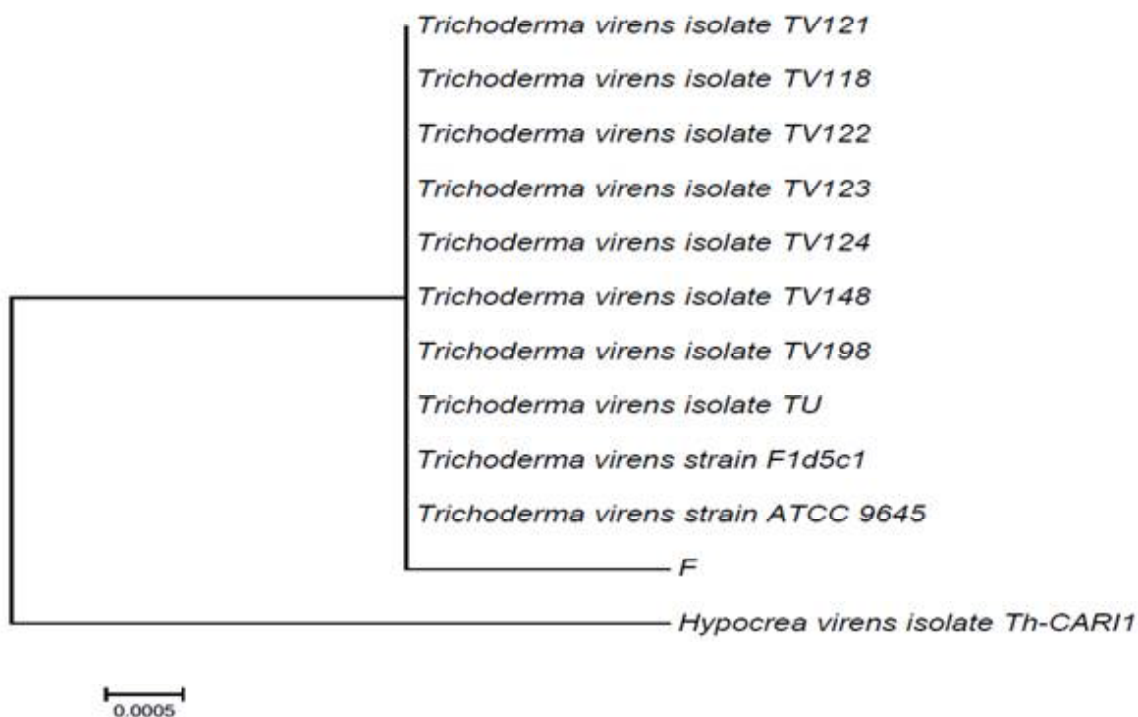 Trichoderma virens isolate TV121
Trichoderma virens isolate TV118
Trichoderma virens isolate TV122
Trichoderma virens isolate TV123
Trichoderma virens isolate TV124
Trichoderma virens isolate TV148
Trichoderma virens isolate TV198
Trichoderma virens isolate TU
Trichoderma virens strain F1d5c1
Trichoderma virens strain ATCC 9645
F
Hypocrea virens isolate Th-CARI1
0.0005